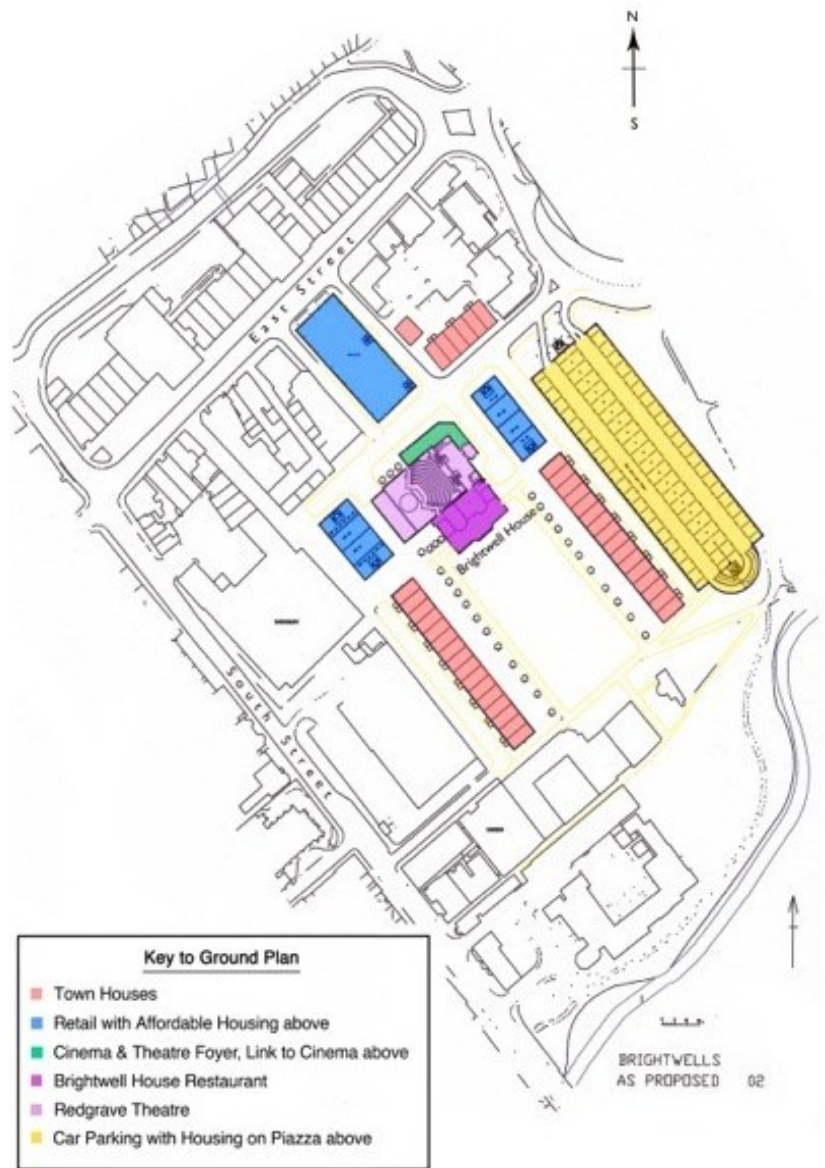 N
S
East Street
Brightwell House
South Street
Key to Ground Plan
Town Houses
Retail with Affordable Housing above
Cinema & Theatre Foyer, Link to Cinema above
Brightwell House Restaurant
Redgrave Theatre
Car Parking with Housing on Piazza above
BRIGHTWELLS
AS PROPOSED 02